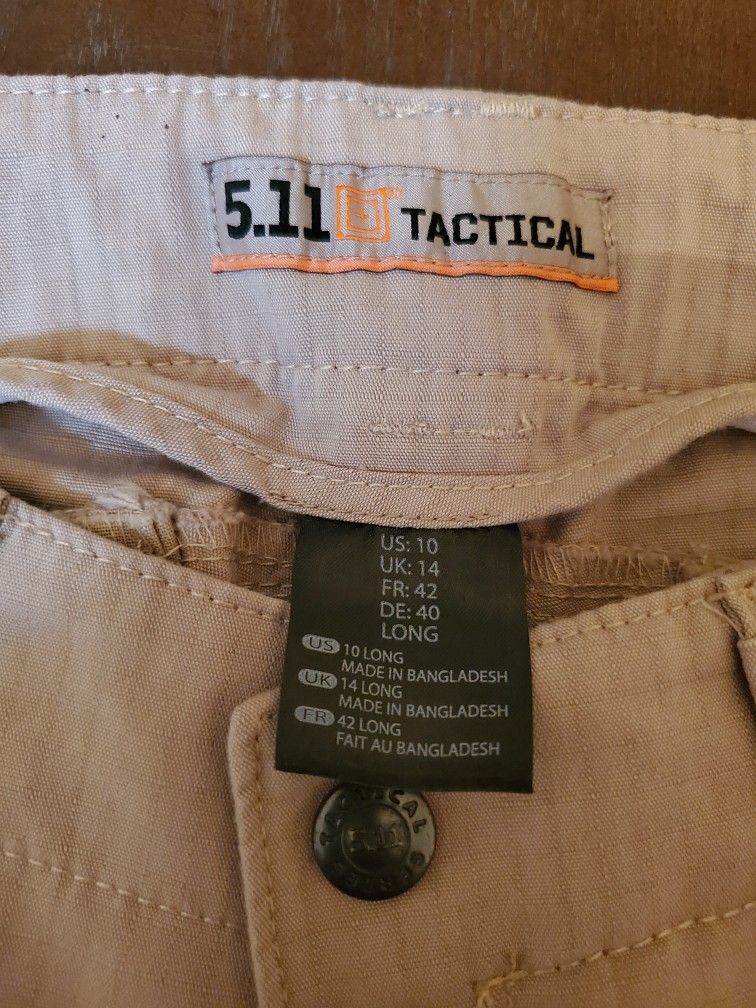 5.11 TACTICAL
US: 10
UK: 14
FR: 42
DE: 40
LONG
US 10 LONG
MADE IN BANGLADESH
UK 14 LONG
MADE IN BANGLADESH
FR 42 LONG
FAIT AU BANGLADESH
TACTICAL
5.11
SERIES